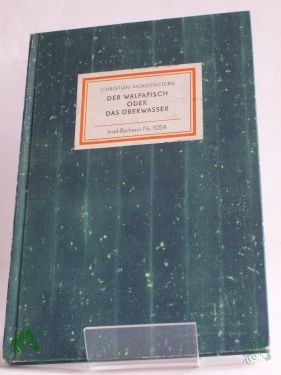 CHRISTIAN MORGENSTERN
DER WALFAFISCH
ODER
DAS ÜBERWASSER
Insel-Bücherei Nr. 1054